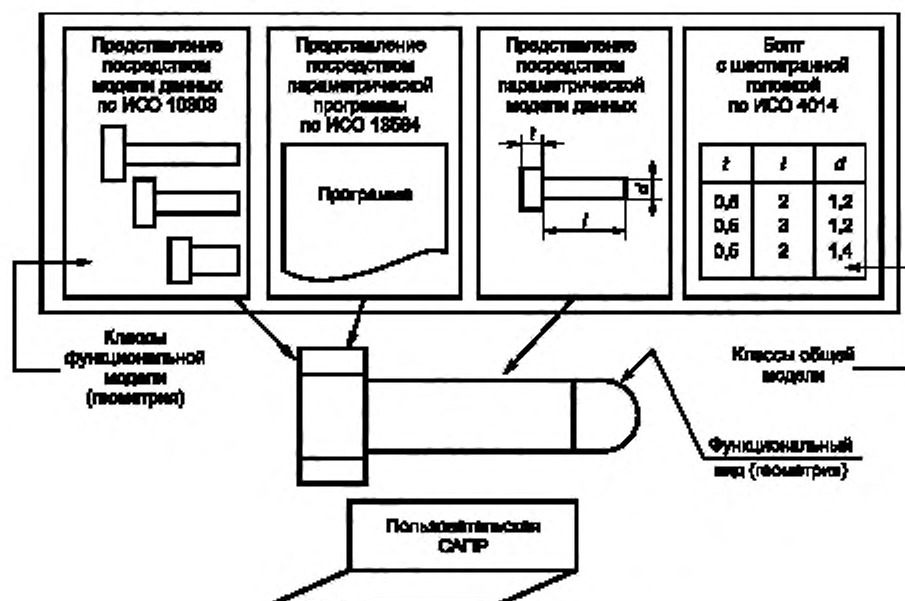 Представление
посредством
модели данных
по ИСО 10303
Представление
посредством
параметрической
программы
по ИСО 13584
Программа
Представление
посредством
параметрической
модели данных
t
d
l
Болт
с шестигранной
головкой
по ИСО 4014
t l d
0,6 2 1,2
0,5 3 1,2
0,5 2 1,4
Классы
функциональной
модели
(геометрия)
Классы общей
модели
Функциональный
вид (геометрия)
Пользовательская
САПР